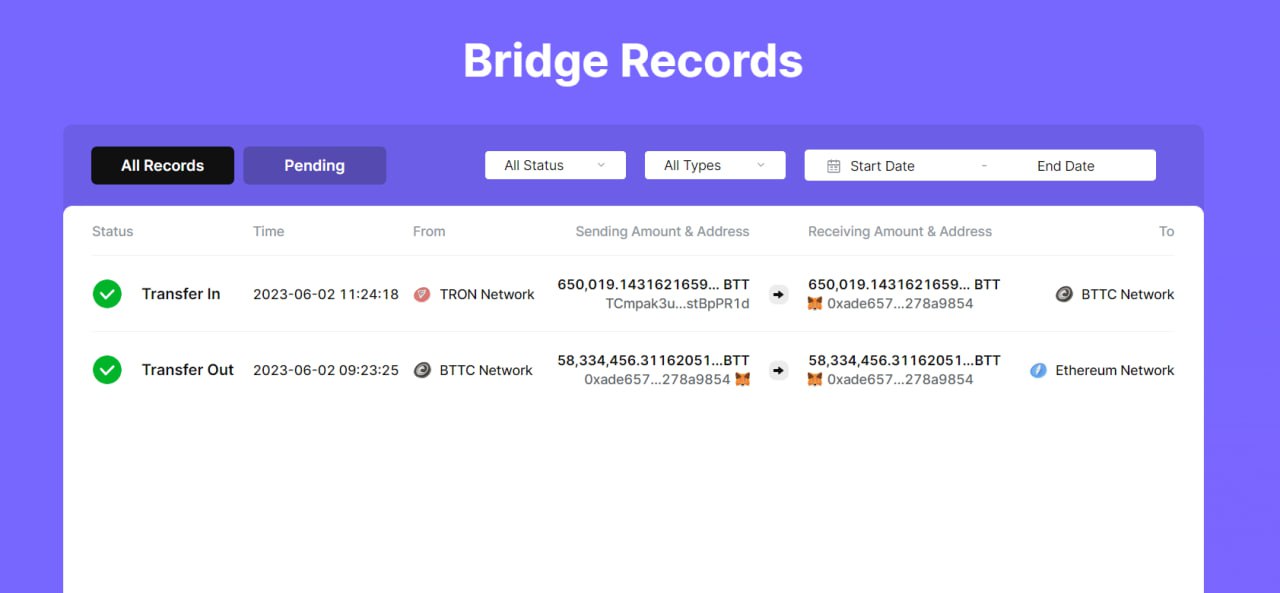 Bridge Records
All Records Pending All Status All Types Start Date - End Date
Status Time From Sending Amount & Address Receiving Amount & Address To
Transfer In 2023-06-02 11:24:18 TRON Network 650,019.1431621659... BTT 650,019.1431621659... BTT BTTC Network
TCmpak3u...stBpPR1d 0xade657...278a9854
Transfer Out 2023-06-02 09:23:25 BTTC Network 58,334,456.31162051...BTT 58,334,456.31162051...BTT Ethereum Network
0xade657...278a9854 0xade657...278a9854